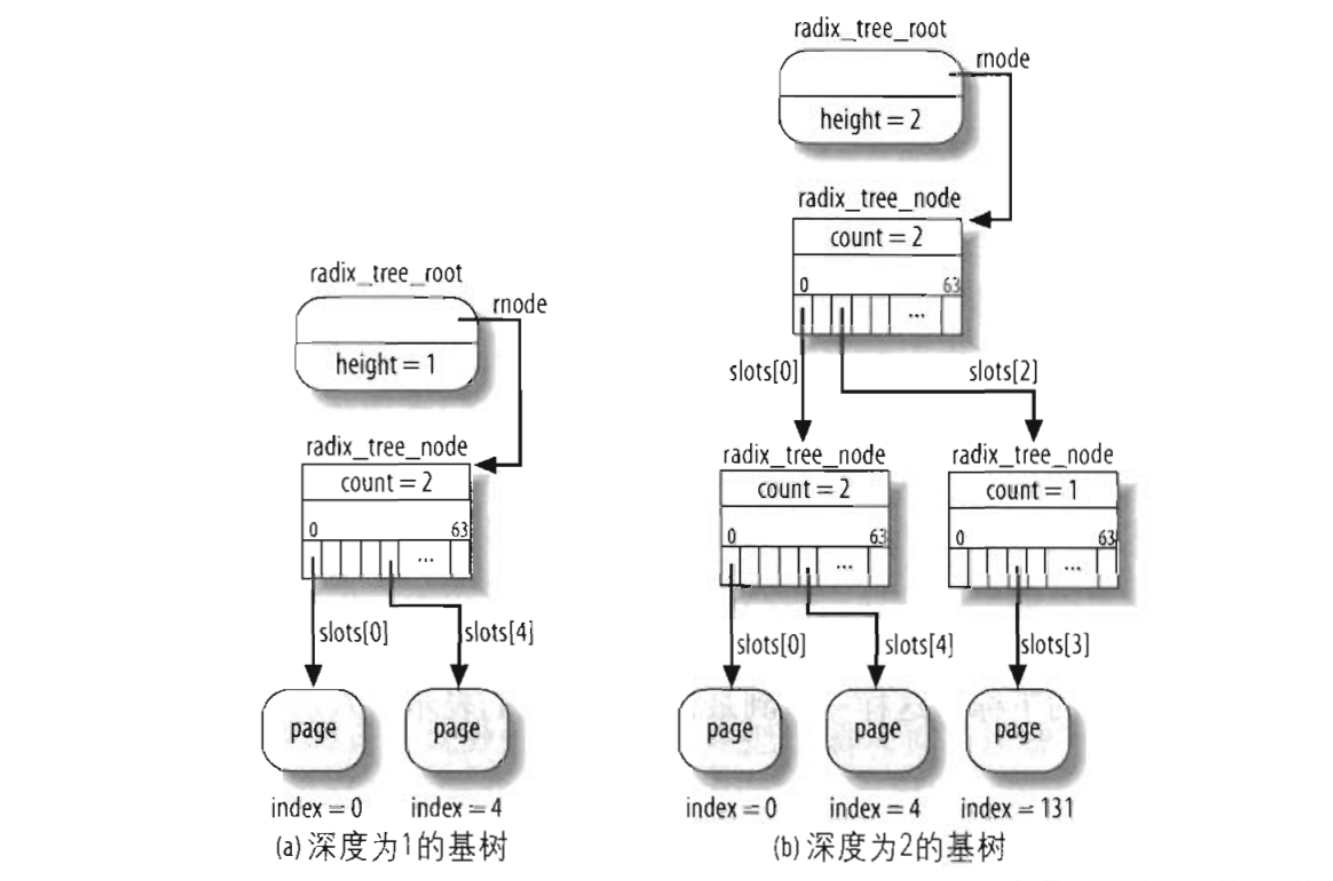 radix_tree_root
rnode
height = 1
radix_tree_node
count = 2
0 63
...
slots[0] slots[4]
page page
index = 0 index = 4
(a) 深度为1的基树
radix_tree_root
rnode
height = 2
radix_tree_node
count = 2
0 63
...
slots[0] slots[2]
radix_tree_node radix_tree_node
count = 2 count = 1
0 63 0 63
... ...
slots[0] slots[4] slots[3]
page page page
index = 0 index = 4 index = 131
(b) 深度为2的基树